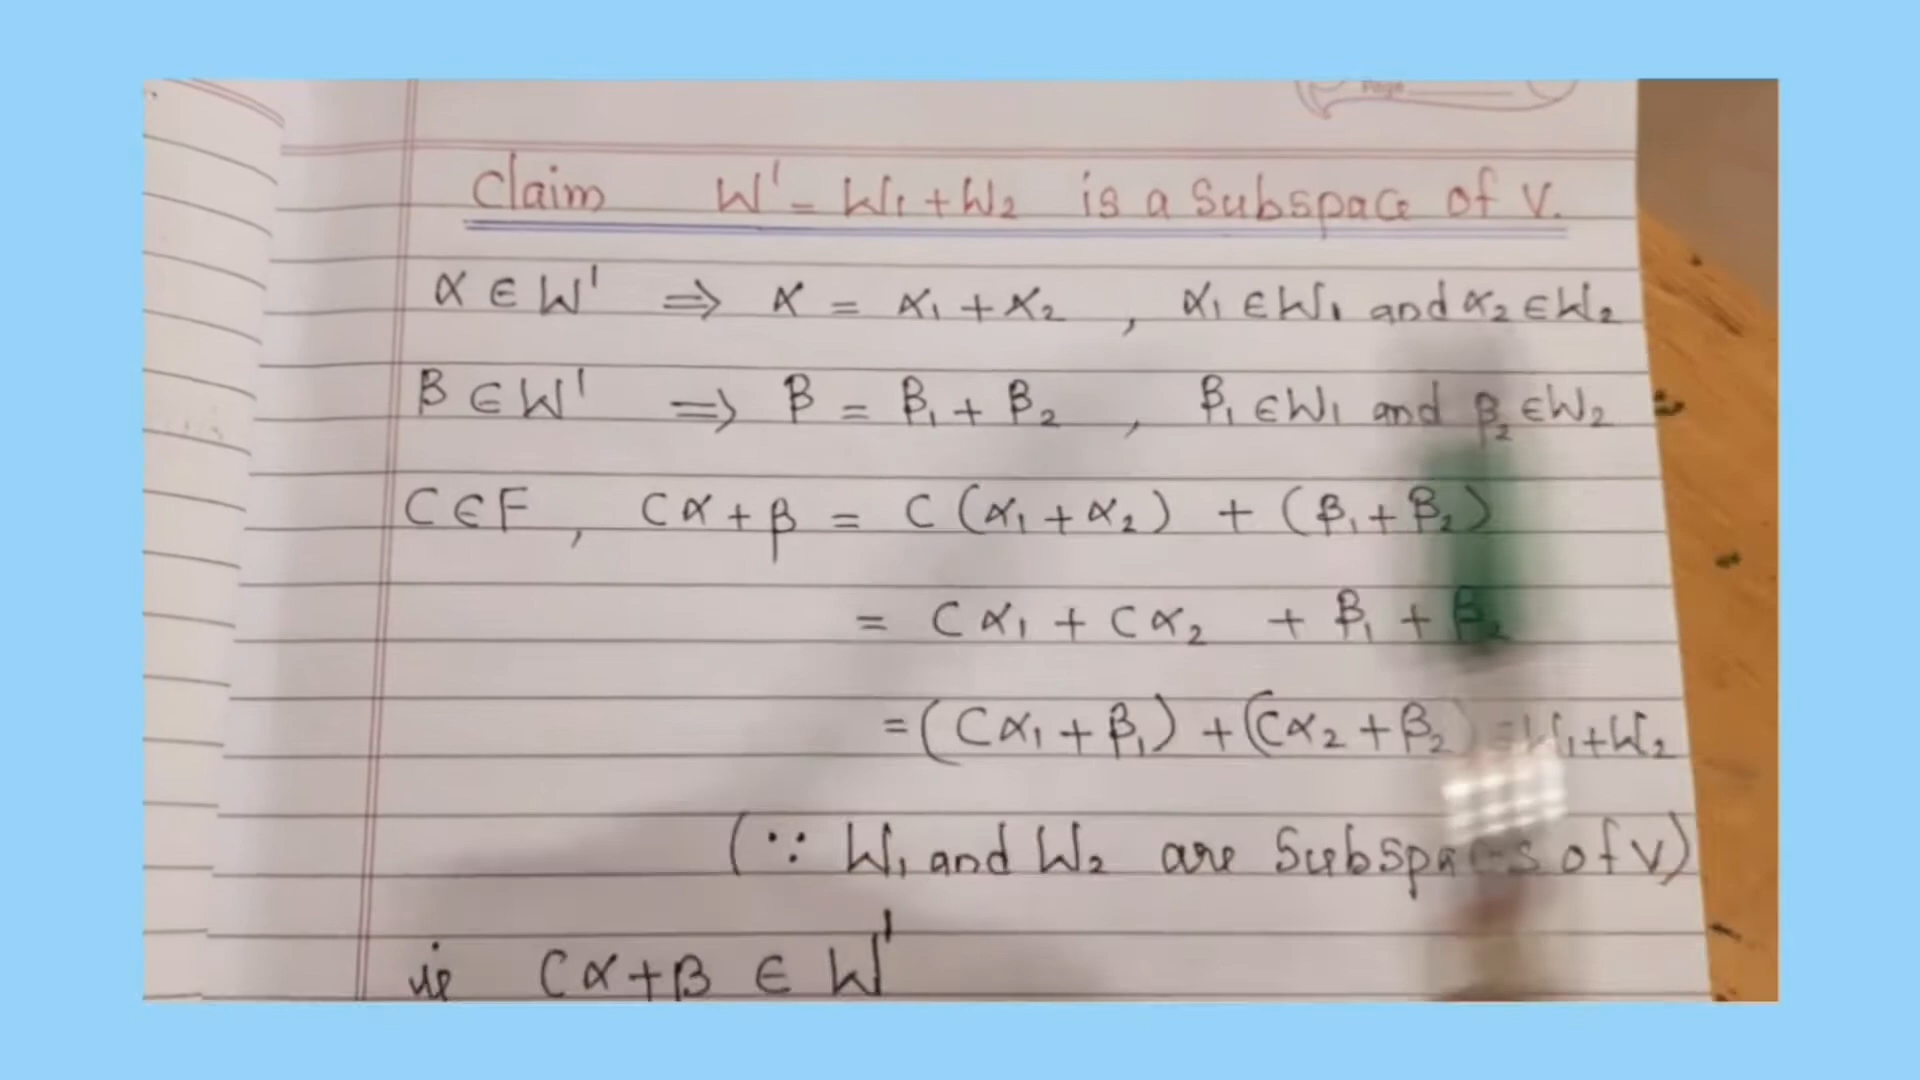 Page
Claim W' = W₁+W₂ is a Subspace of V.
α ∈ W' ⇒ α = α₁ + α₂ , α₁ ∈ W₁ and α₂ ∈ W₂
β ∈ W' ⇒ β = β₁ + β₂ , β₁ ∈ W₁ and β₂ ∈ W₂
C ∈ F , Cα + β = C (α₁ + α₂) + (β₁ + β₂)
= Cα₁ + Cα₂ + β₁ + β₂
= (Cα₁ + β₁) + (Cα₂ + β₂) = W₁+W₂
(∵ W₁ and W₂ are Subspaces of V)
ie Cα+β ∈ W'